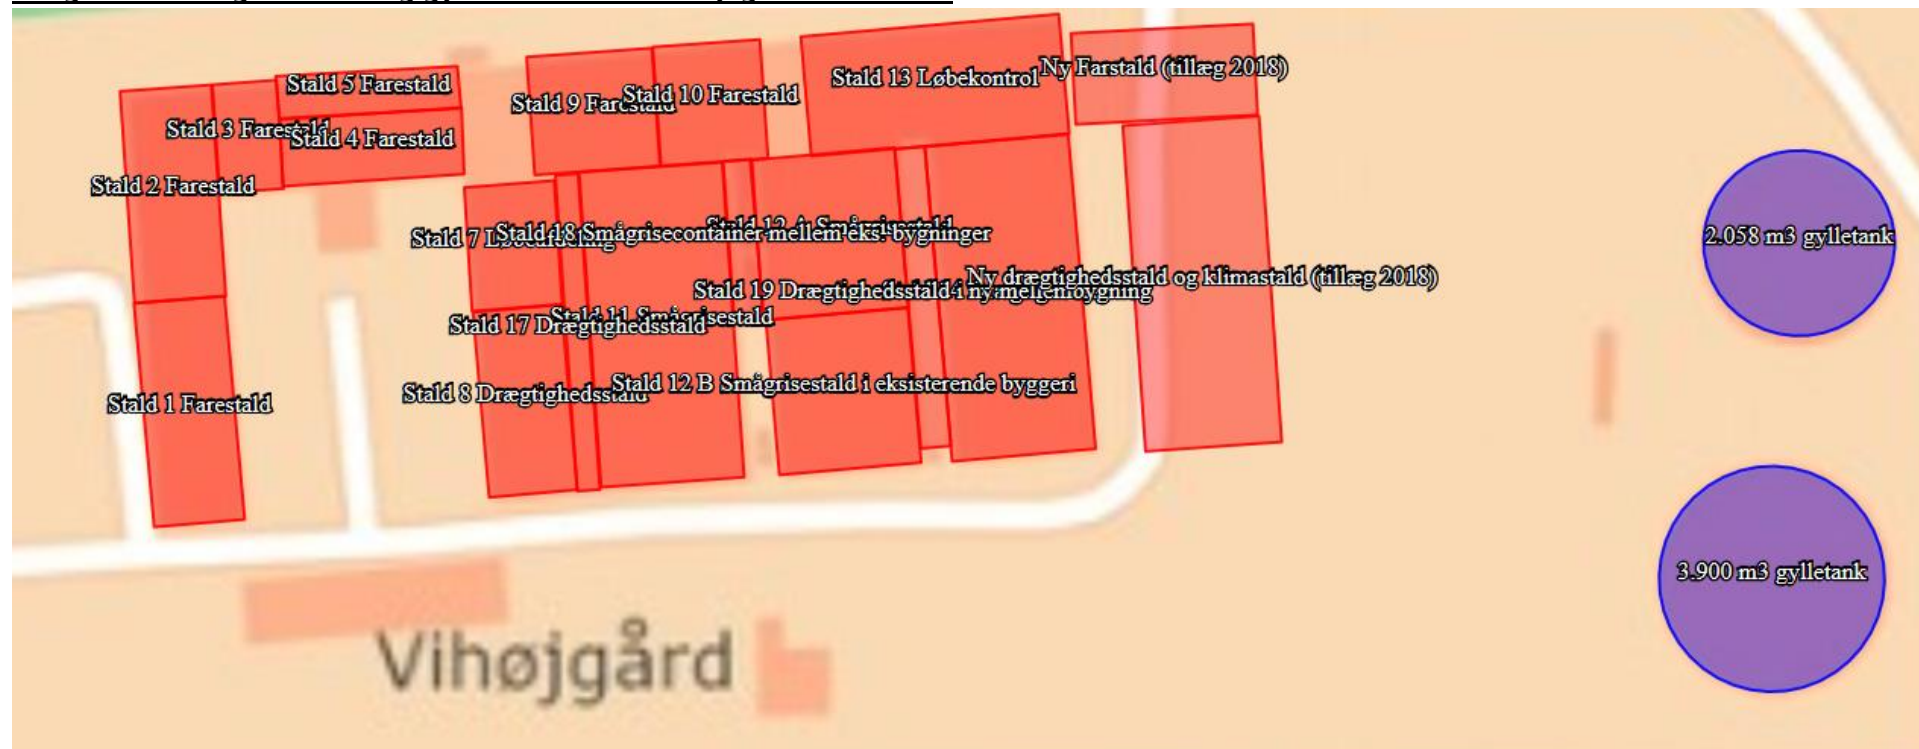 Stald 5 Farestald
Stald 3 Farestald
Stald 4 Farestald
Stald 2 Farestald
Stald 1 Farestald
Stald 9 Farestald
Stald 10 Farestald
Stald 13 Løbekontrol
Ny Farstald (tillæg 2018)
Stald 7
Stald 18 Smågrisecontainer mellem eks. bygninger
Stald 12 A Smågrisestald
Stald 19 Drægtighedsstald i ny mellembygning
Ny drægtighedsstald og klimastald (tillæg 2018)
Stald 11 Smågrisestald
Stald 17 Drægtighedsstald
Stald 8 Drægtighedsstald
Stald 12 B Smågrisestald i eksisterende byggeri
2.058 m3 gylletank
3.900 m3 gylletank
Vihøjgård